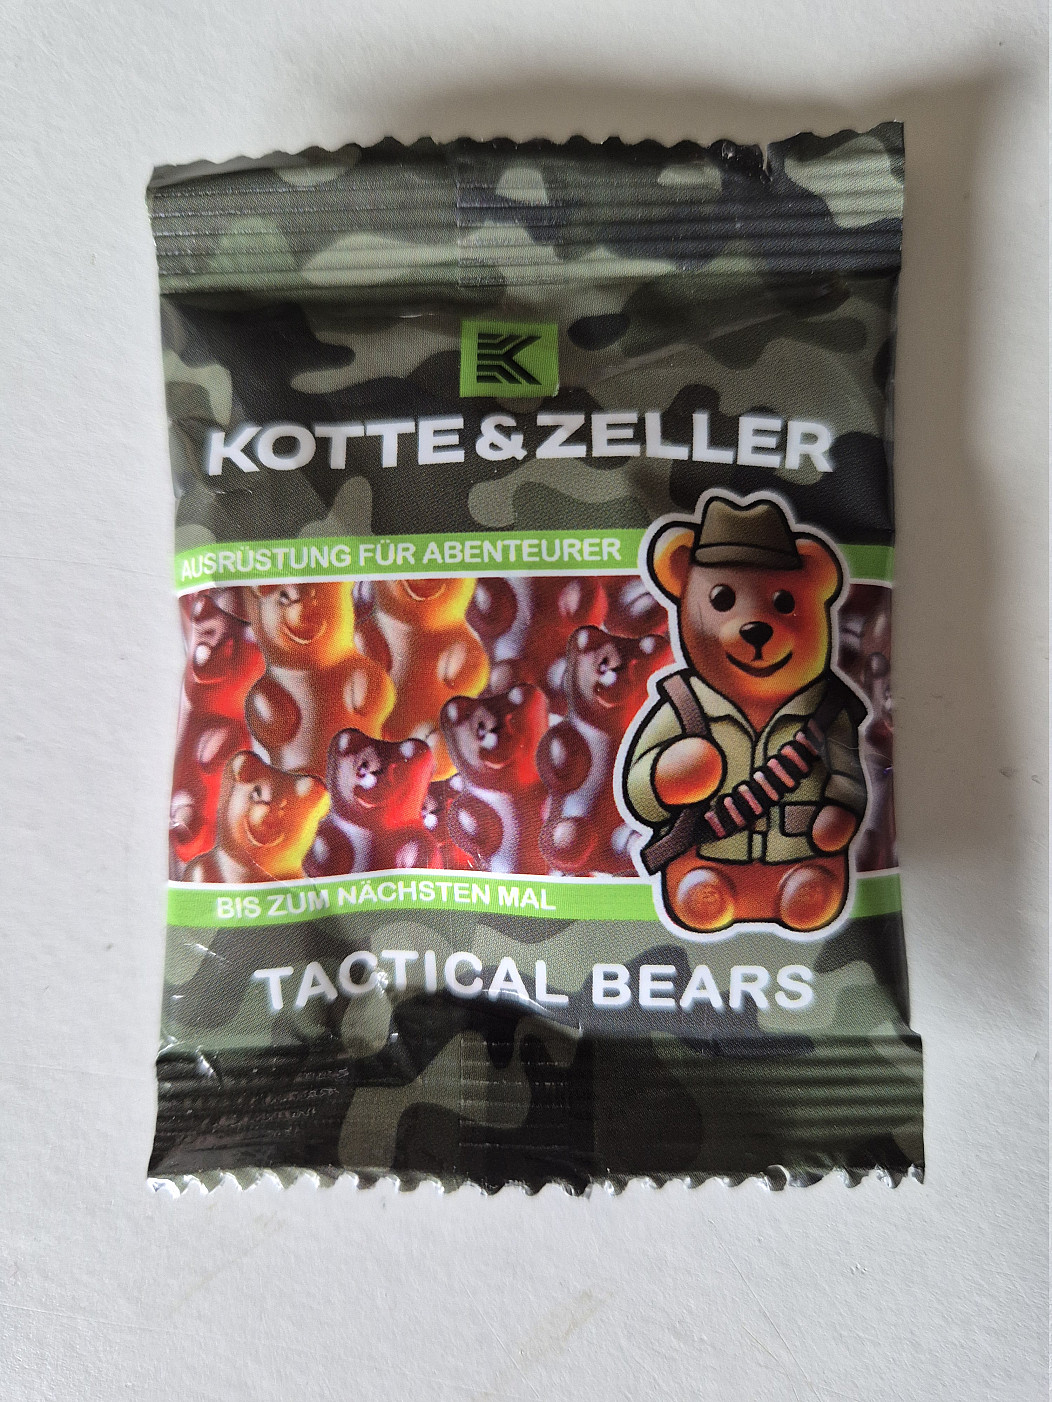 KOTTE & ZELLER
AUSRÜSTUNG FÜR ABENTEURER
BIS ZUM NÄCHSTEN MAL
TACTICAL BEARS